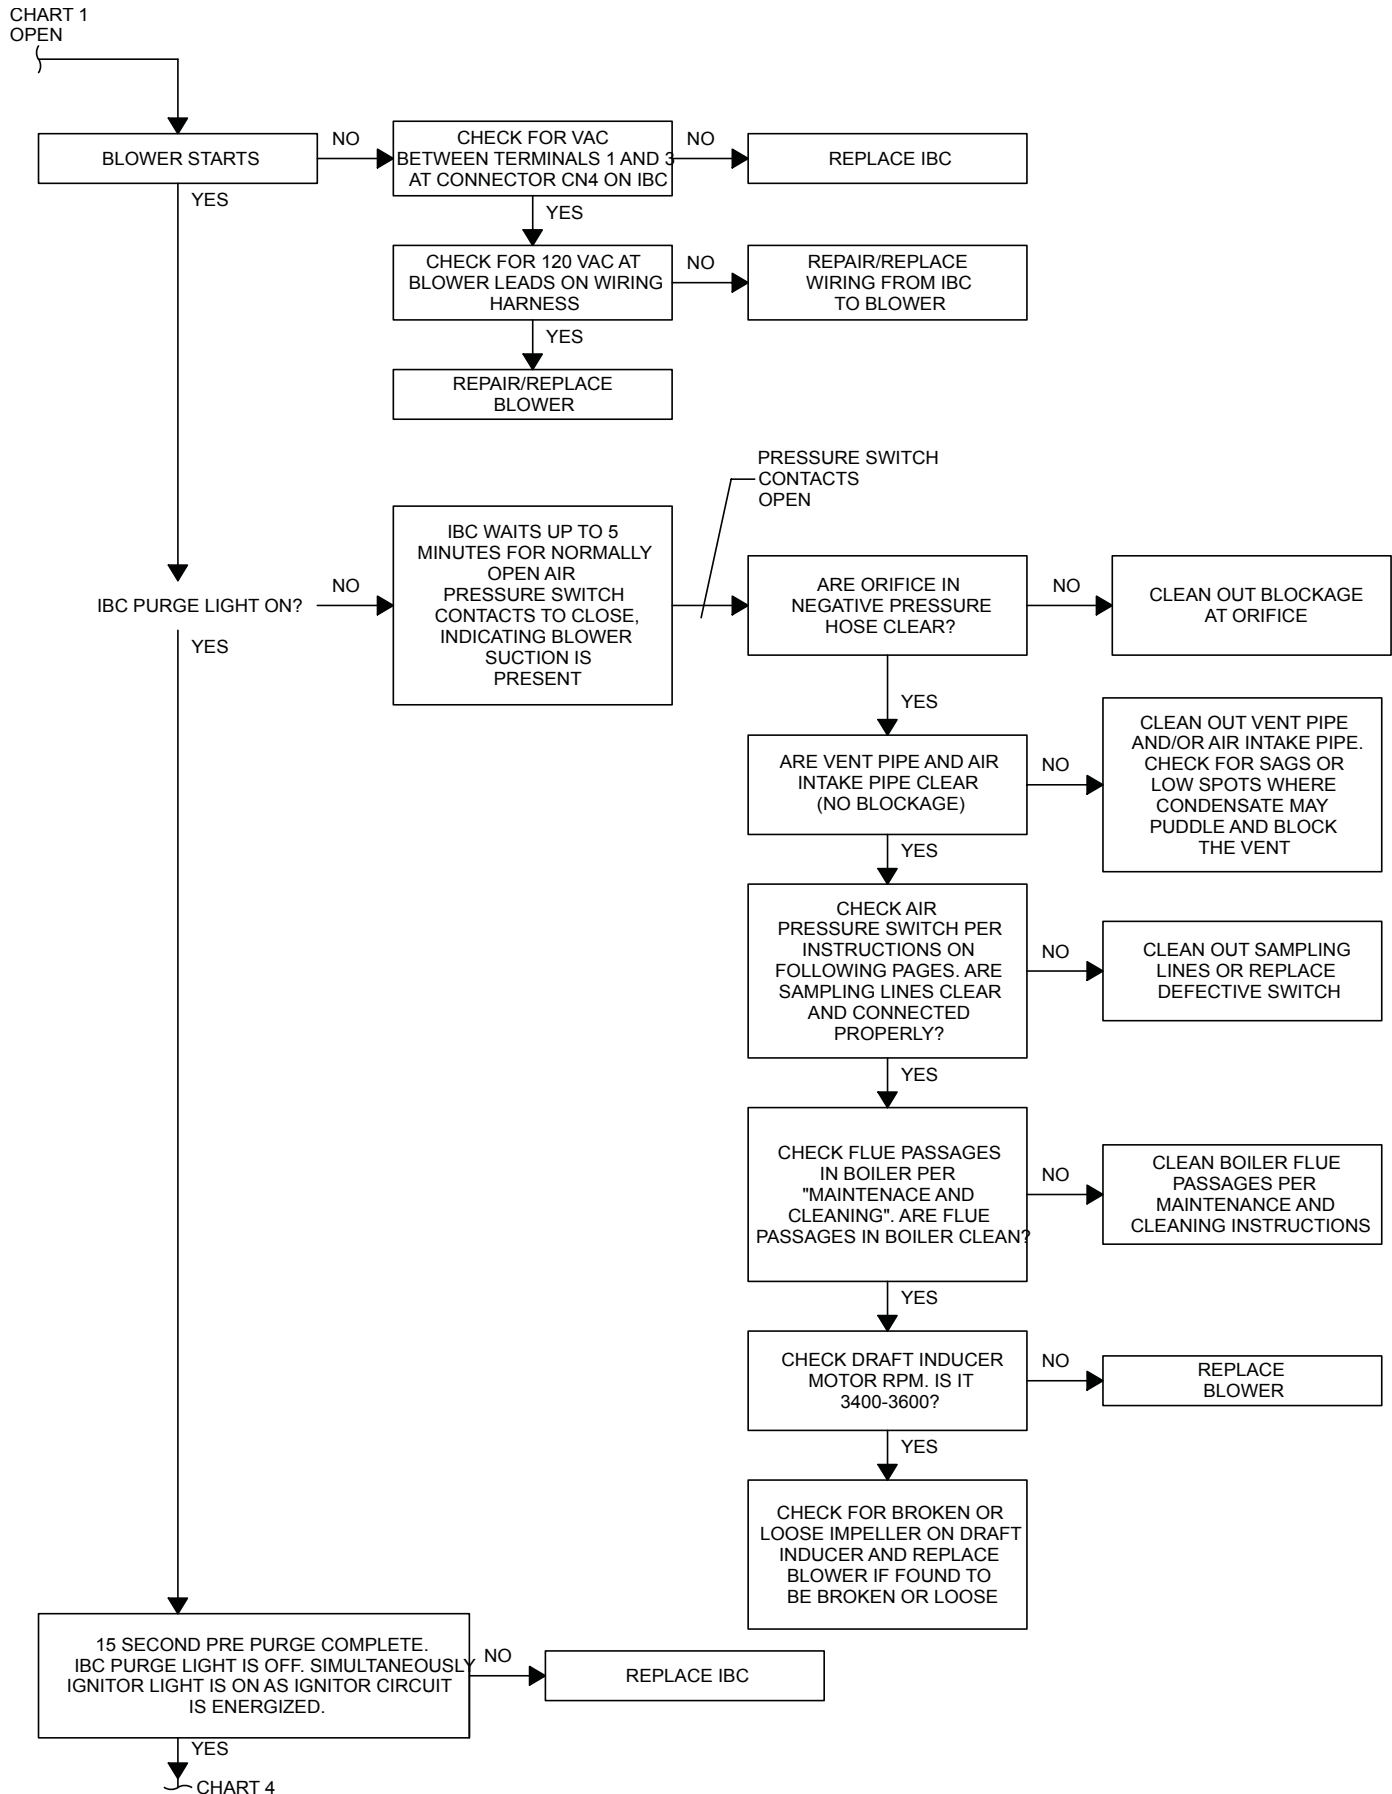 CHART 1
OPEN
BLOWER STARTS
NO
CHECK FOR VAC
BETWEEN TERMINALS 1 AND 3
AT CONNECTOR CN4 ON IBC
NO
REPLACE IBC
YES
YES
CHECK FOR 120 VAC AT
BLOWER LEADS ON WIRING
HARNESS
NO
REPAIR/REPLACE
WIRING FROM IBC
TO BLOWER
YES
REPAIR/REPLACE
BLOWER
PRESSURE SWITCH
CONTACTS
OPEN
IBC PURGE LIGHT ON?
NO
IBC WAITS UP TO 5
MINUTES FOR NORMALLY
OPEN AIR
PRESSURE SWITCH
CONTACTS TO CLOSE,
INDICATING BLOWER
SUCTION IS
PRESENT
ARE ORIFICE IN
NEGATIVE PRESSURE
HOSE CLEAR?
NO
CLEAN OUT BLOCKAGE
AT ORIFICE
YES
YES
ARE VENT PIPE AND AIR
INTAKE PIPE CLEAR
(NO BLOCKAGE)
NO
CLEAN OUT VENT PIPE
AND/OR AIR INTAKE PIPE.
CHECK FOR SAGS OR
LOW SPOTS WHERE
CONDENSATE MAY
PUDDLE AND BLOCK
THE VENT
YES
CHECK AIR
PRESSURE SWITCH PER
INSTRUCTIONS ON
FOLLOWING PAGES. ARE
SAMPLING LINES CLEAR
AND CONNECTED
PROPERLY?
NO
CLEAN OUT SAMPLING
LINES OR REPLACE
DEFECTIVE SWITCH
YES
CHECK FLUE PASSAGES
IN BOILER PER
"MAINTENACE AND
CLEANING". ARE FLUE
PASSAGES IN BOILER CLEAN?
NO
CLEAN BOILER FLUE
PASSAGES PER
MAINTENANCE AND
CLEANING INSTRUCTIONS
YES
CHECK DRAFT INDUCER
MOTOR RPM. IS IT
3400-3600?
NO
REPLACE
BLOWER
YES
CHECK FOR BROKEN OR
LOOSE IMPELLER ON DRAFT
INDUCER AND REPLACE
BLOWER IF FOUND TO
BE BROKEN OR LOOSE
15 SECOND PRE PURGE COMPLETE.
IBC PURGE LIGHT IS OFF. SIMULTANEOUSLY
IGNITOR LIGHT IS ON AS IGNITOR CIRCUIT
IS ENERGIZED.
NO
REPLACE IBC
YES
CHART 4